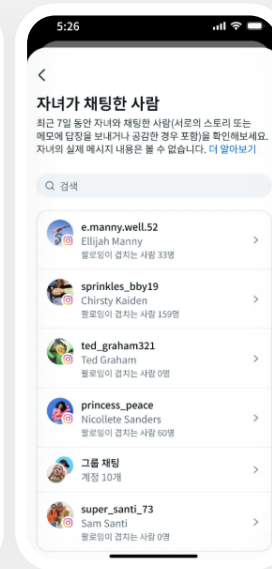 5:26
자녀가 채팅한 사람
최근 7일 동안 자녀와 채팅한 사람(서로의 스토리 또는
메모에 답장을 보내거나 공감한 경우 포함)을 확인해보세요.
자녀의 실제 메시지 내용은 볼 수 없습니다. 더 알아보기
검색
e.manny.well.52
Ellijah Manny
팔로잉이 겹치는 사람 33명
sprinkles_bby19
Chirsty Kaiden
팔로잉이 겹치는 사람 159명
ted_graham321
Ted Graham
팔로잉이 겹치는 사람 0명
princess_peace
Nicollete Sanders
팔로잉이 겹치는 사람 60명
그룹 채팅
계정 10개
super_santi_73
Sam Santi
팔로잉이 겹치는 사람 0명